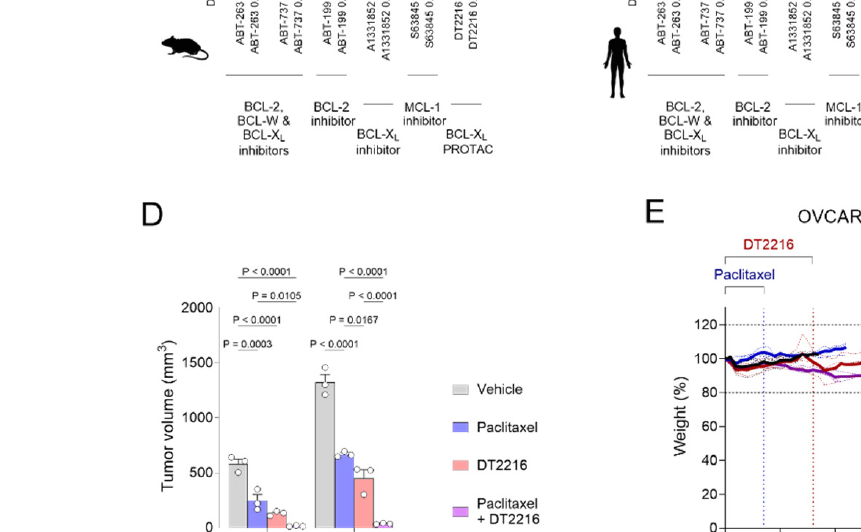 ABT-263
ABT-263 0.
ABT-737
ABT-737 0.
ABT-199
ABT-199 0.
A1331852
A1331852 0.
S63845
S63845 0.
DT2216
DT2216 0.
ABT-263
ABT-263 0.
ABT-737
ABT-737 0.
ABT-199
ABT-199 0.
A1331852
A1331852 0.
S63845
S63845 0.
BCL-2,
BCL-W &
BCL-XL
inhibitors
BCL-2
inhibitor
BCL-XL
inhibitor
MCL-1
inhibitor
BCL-XL
PROTAC
BCL-2,
BCL-W &
BCL-XL
inhibitors
BCL-2
inhibitor
BCL-XL
inhibitor
MCL-1
inhibito
D
P < 0.0001
P < 0.0001
P = 0.0105
P < 0.0001
P < 0.0001
P = 0.0167
P = 0.0003
P < 0.0001
Tumor volume (mm³)
2000
1500
1000
500
0
Vehicle
Paclitaxel
DT2216
Paclitaxel
+ DT2216
E
OVCAR
DT2216
Paclitaxel
Weight (%)
120
100
80
60
40
20
0